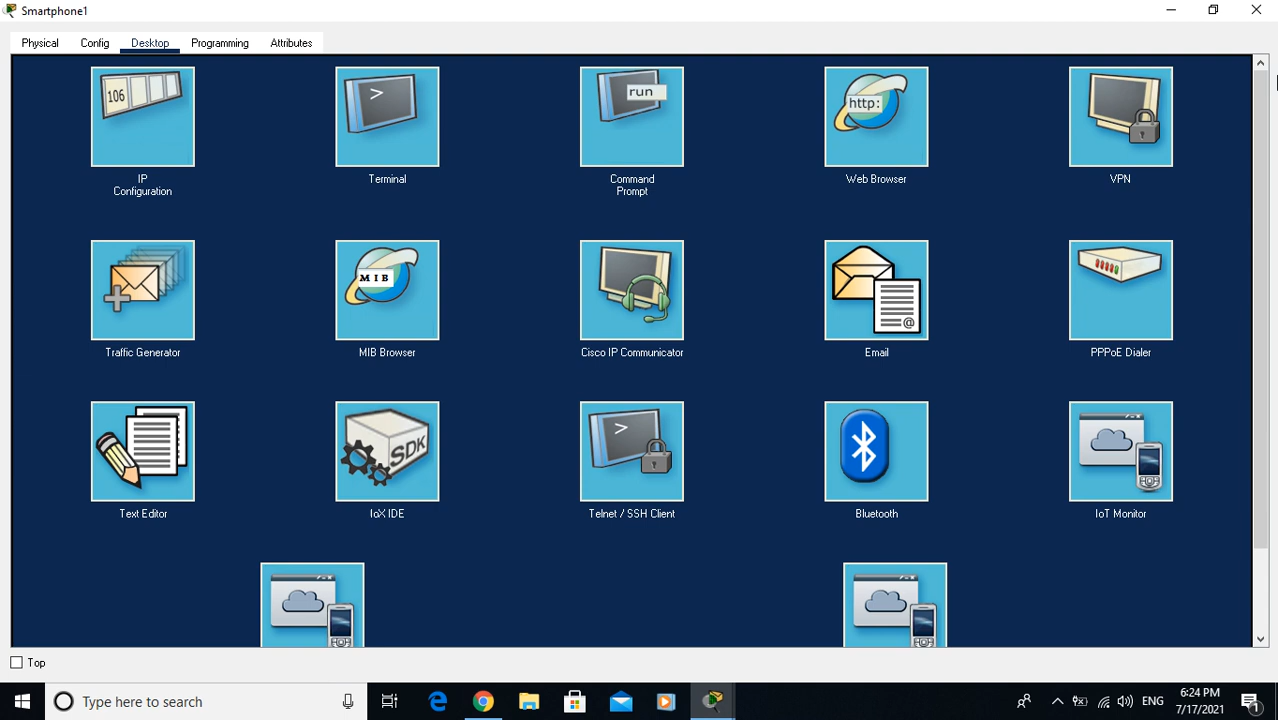 Smartphone1
Physical Config Desktop Programming Attributes
106
>
run
http:
IP
Configuration
Terminal
Command
Prompt
Web Browser
VPN
MIB
@
Traffic Generator
MIB Browser
Cisco IP Communicator
Email
PPPoE Dialer
SDK
>
Text Editor
IoX IDE
Telnet / SSH Client
Bluetooth
IoT Monitor
Top
Type here to search
ENG
6:24 PM
7/17/2021
1